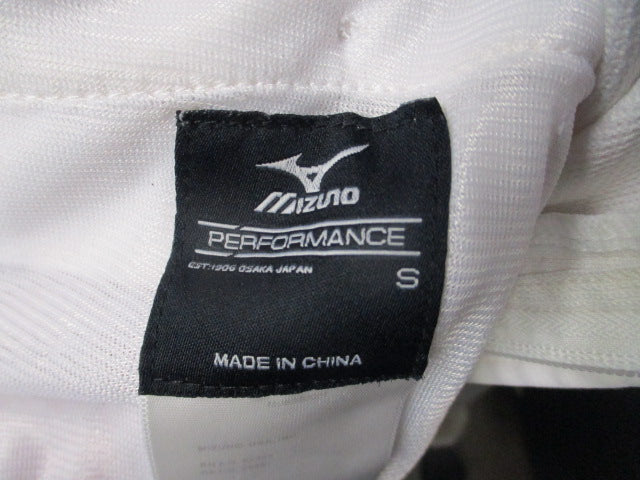 MIZUNO
PERFORMANCE
EST. 1906 OSAKA JAPAN
S
MADE IN CHINA